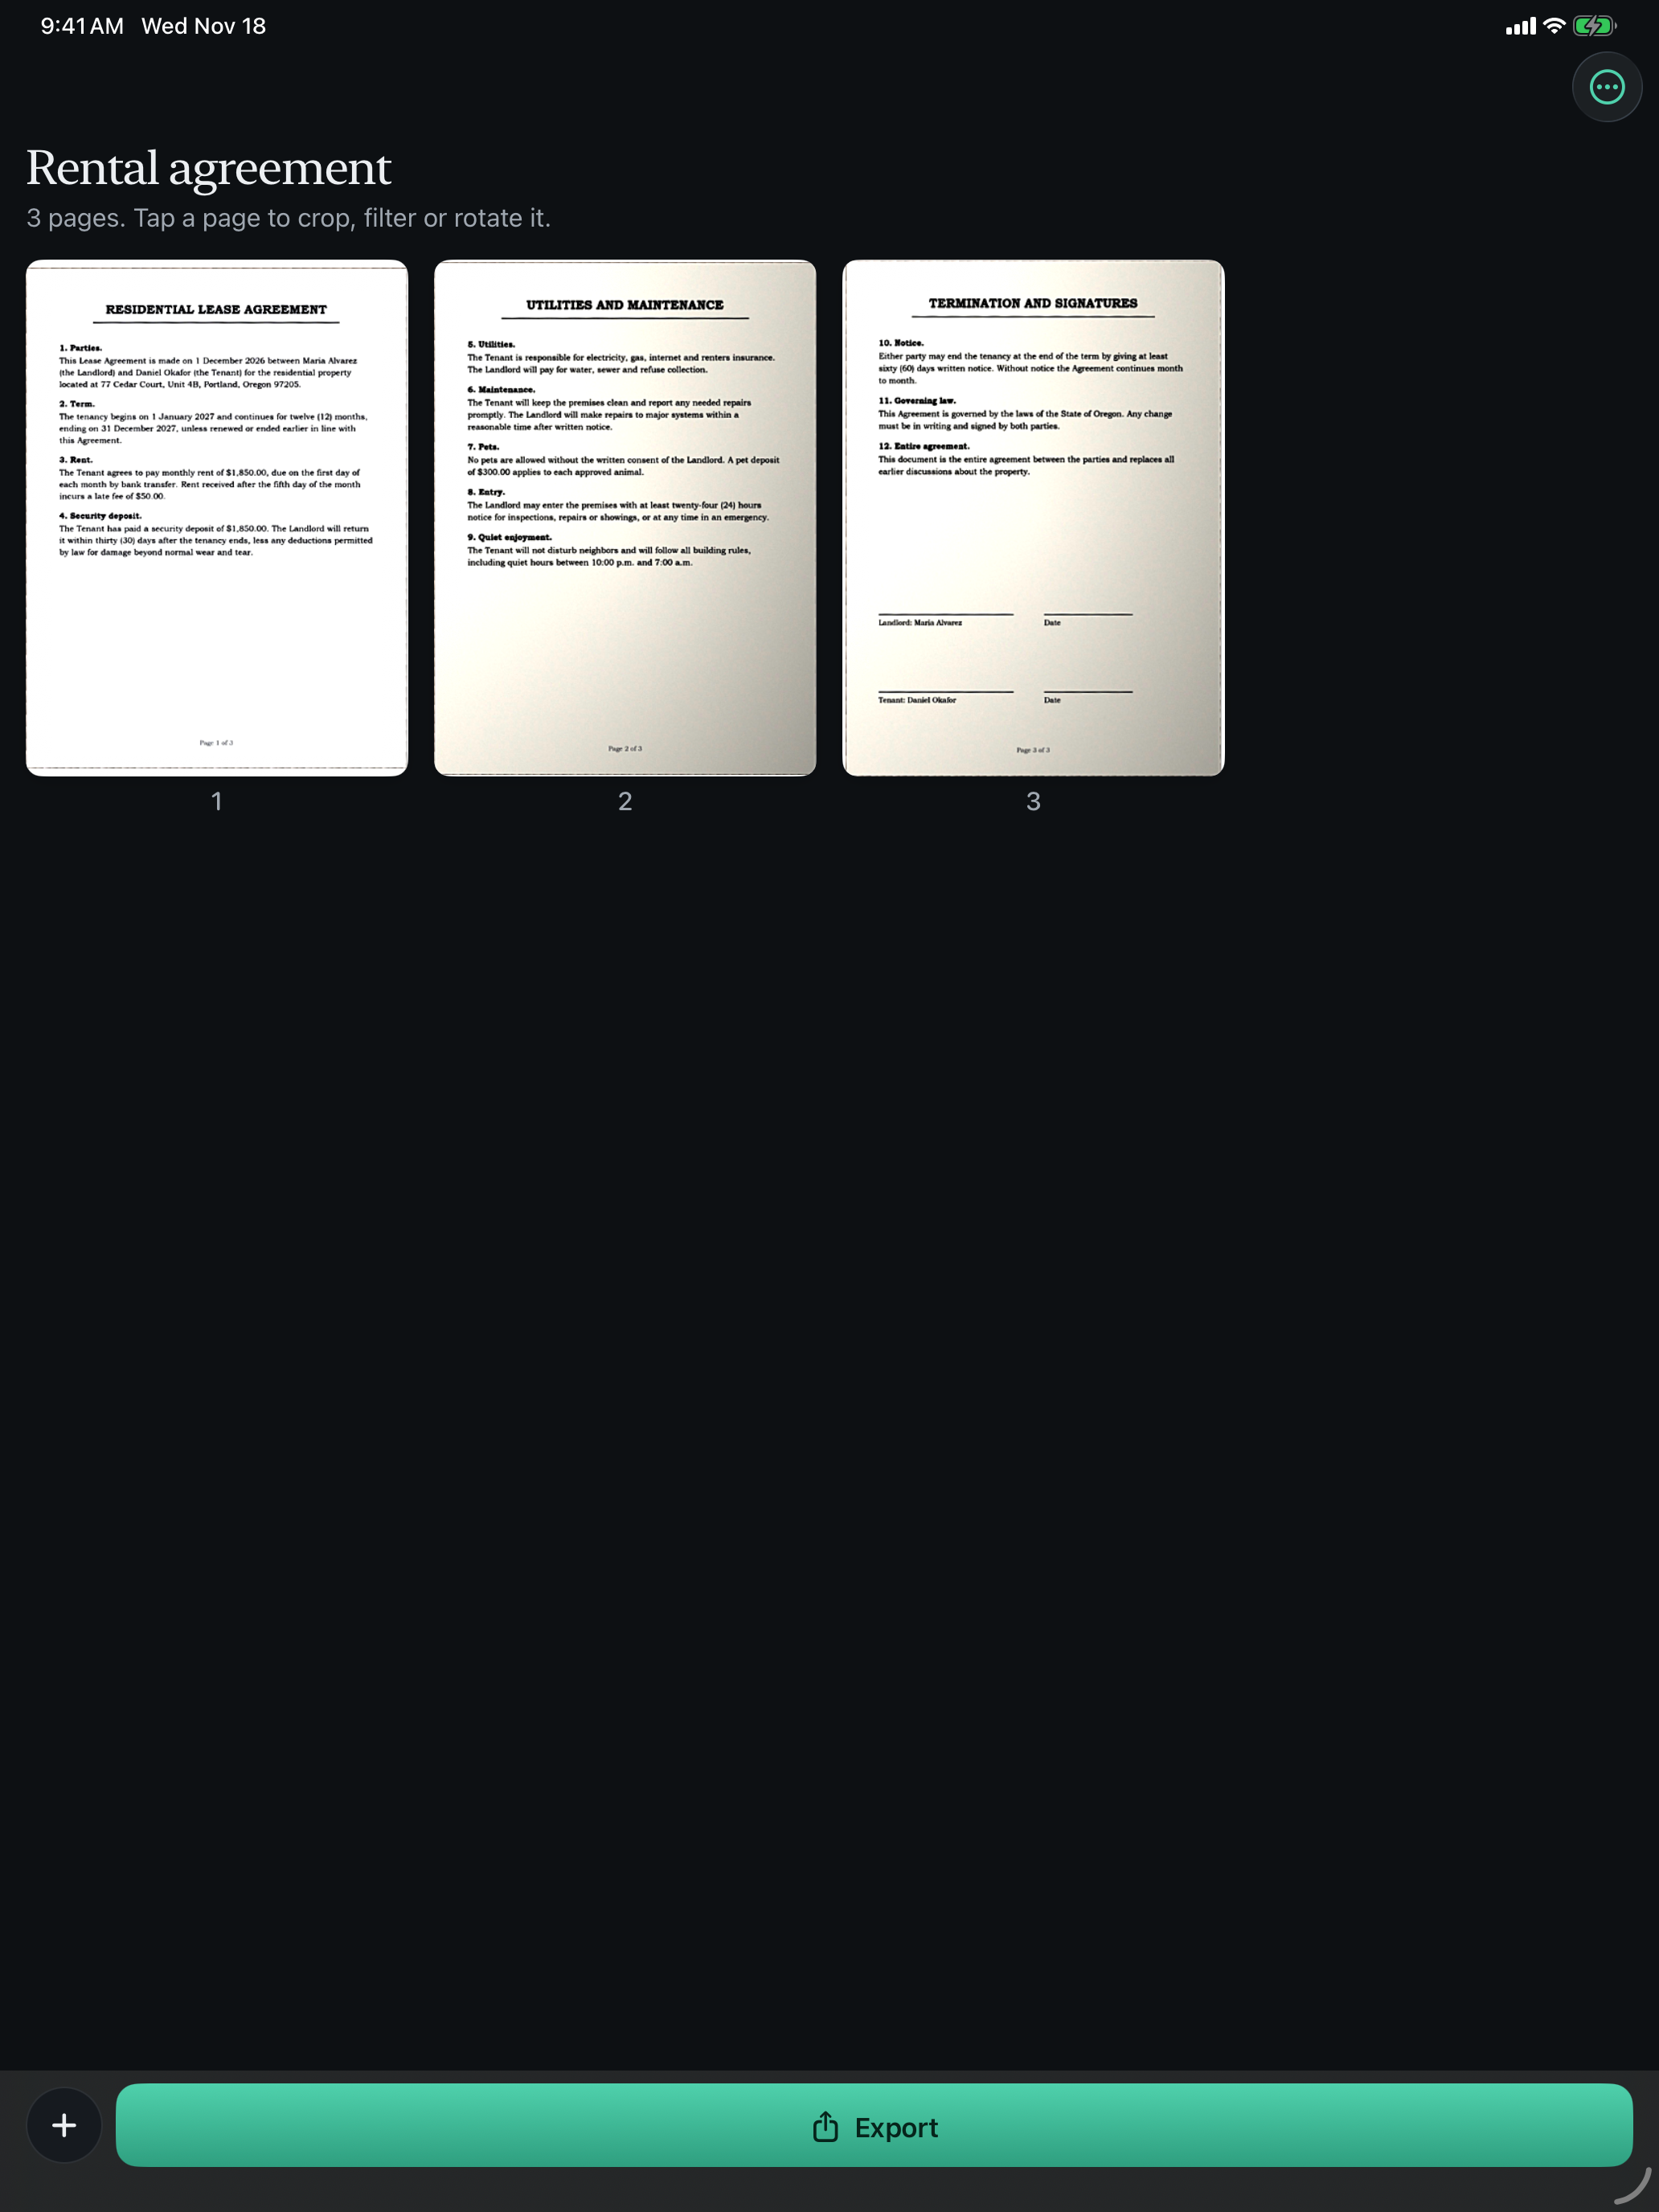 9:41 AM Wed Nov 18
Rental agreement
3 pages. Tap a page to crop, filter or rotate it.
RESIDENTIAL LEASE AGREEMENT
1. Parties.
This Lease Agreement is made on 1 December 2026 between Maria Alvarez
(the Landlord) and Daniel Okafor (the Tenant) for the residential property
located at 77 Cedar Court, Unit 4B, Portland, Oregon 97205.
2. Term.
The tenancy begins on 1 January 2027 and continues for twelve (12) months,
ending on 31 December 2027, unless renewed or ended earlier in line with
this Agreement.
3. Rent.
The Tenant agrees to pay monthly rent of $1,850.00, due on the first day of
each month by bank transfer. Rent received after the fifth day of the month
incurs a late fee of $50.00.
4. Security deposit.
The Tenant has paid a security deposit of $1,850.00. The Landlord will return
it within thirty (30) days after the tenancy ends, less any deductions permitted
by law for damage beyond normal wear and tear.
Page 1 of 3
1
UTILITIES AND MAINTENANCE
5. Utilities.
The Tenant is responsible for electricity, gas, internet and renters insurance.
The Landlord will pay for water, sewer and refuse collection.
6. Maintenance.
The Tenant will keep the premises clean and report any needed repairs
promptly. The Landlord will make repairs to major systems within a
reasonable time after written notice.
7. Pets.
No pets are allowed without the written consent of the Landlord. A pet deposit
of $300.00 applies to each approved animal.
8. Entry.
The Landlord may enter the premises with at least twenty-four (24) hours
notice for inspections, repairs or showings, or at any time in an emergency.
9. Quiet enjoyment.
The Tenant will not disturb neighbors and will follow all building rules,
including quiet hours between 10:00 p.m. and 7:00 a.m.
Page 2 of 3
2
TERMINATION AND SIGNATURES
10. Notice.
Either party may end the tenancy at the end of the term by giving at least
sixty (60) days written notice. Without notice the Agreement continues month
to month.
11. Governing law.
This Agreement is governed by the laws of the State of Oregon. Any change
must be in writing and signed by both parties.
12. Entire agreement.
This document is the entire agreement between the parties and replaces all
earlier discussions about the property.
Landlord: Maria Alvarez Date
Tenant: Daniel Okafor Date
Page 3 of 3
3
Export